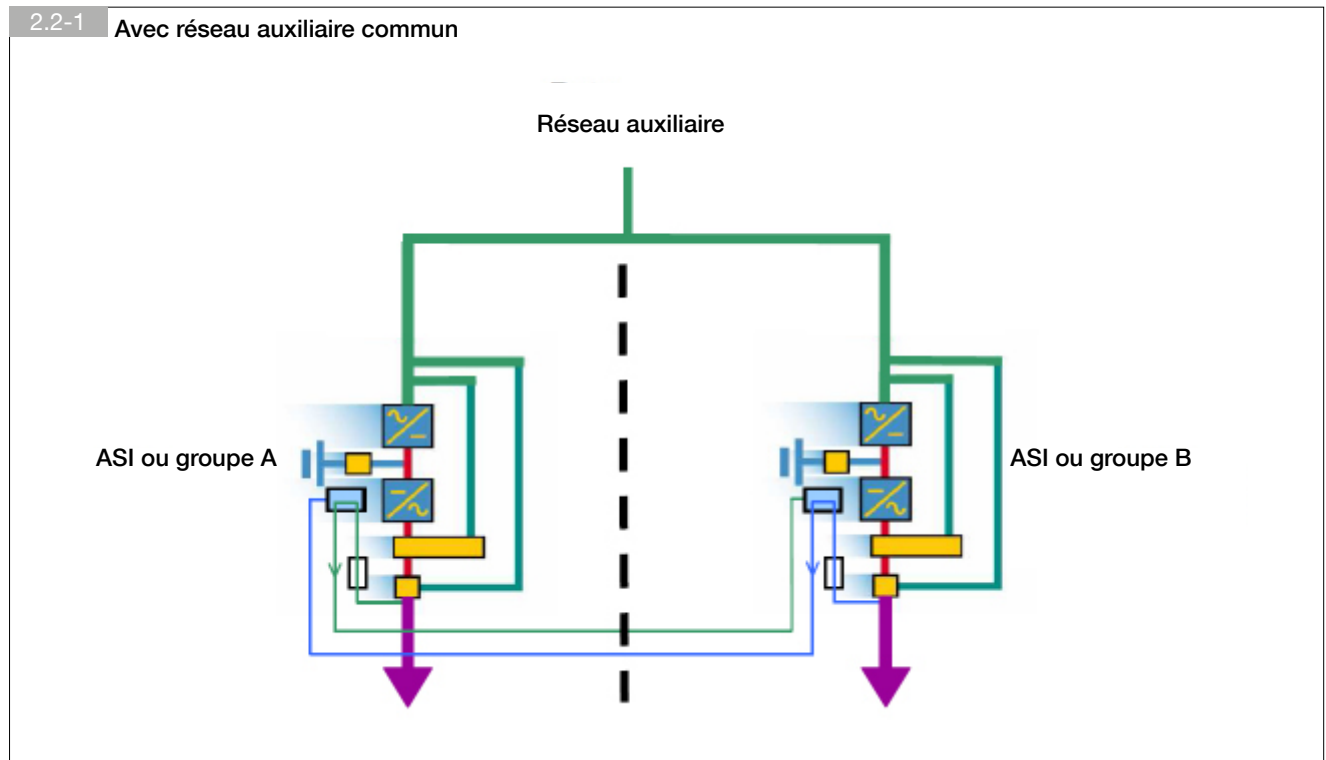 2.2-1
Avec réseau auxiliaire commun
Réseau auxiliaire
ASI ou groupe A
ASI ou groupe B